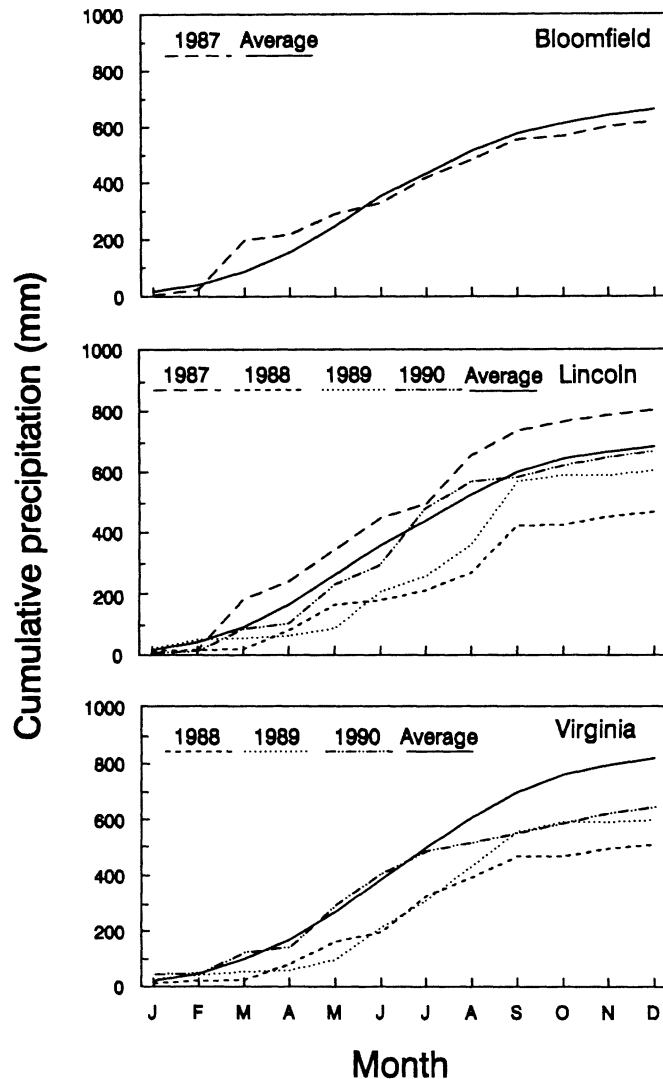 Cumulative precipitation (mm)
1000
800
600
400
200
0
1987 Average
Bloomfield
1000
800
600
400
200
0
1987 1988 1989 1990 Average Lincoln
1000
800
600
400
200
0
1988 1989 1990 Average
Virginia
J F M A M J J A S O N D
Month